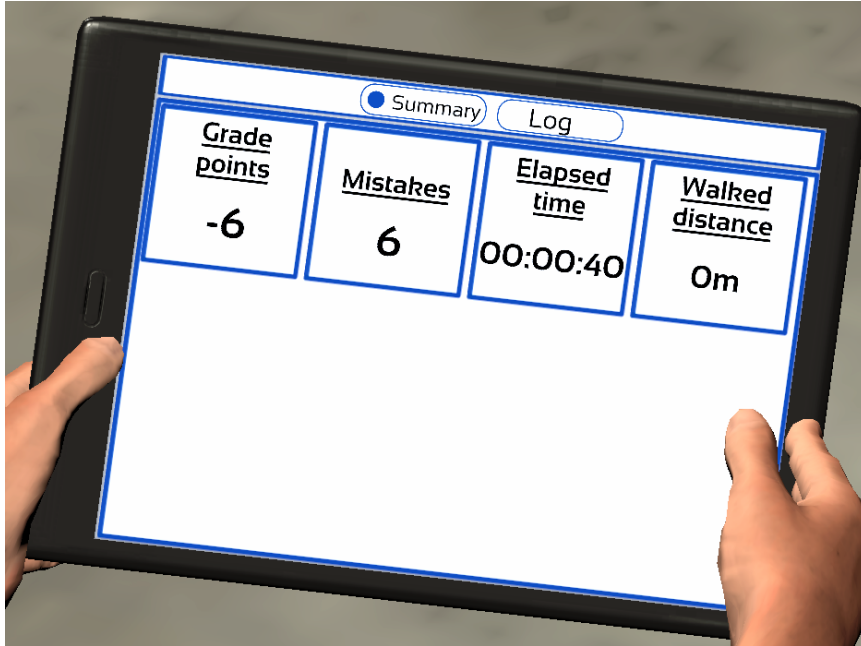 Summary
Log
Grade
points
-6
Mistakes
6
Elapsed
time
00:00:40
Walked
distance
0m